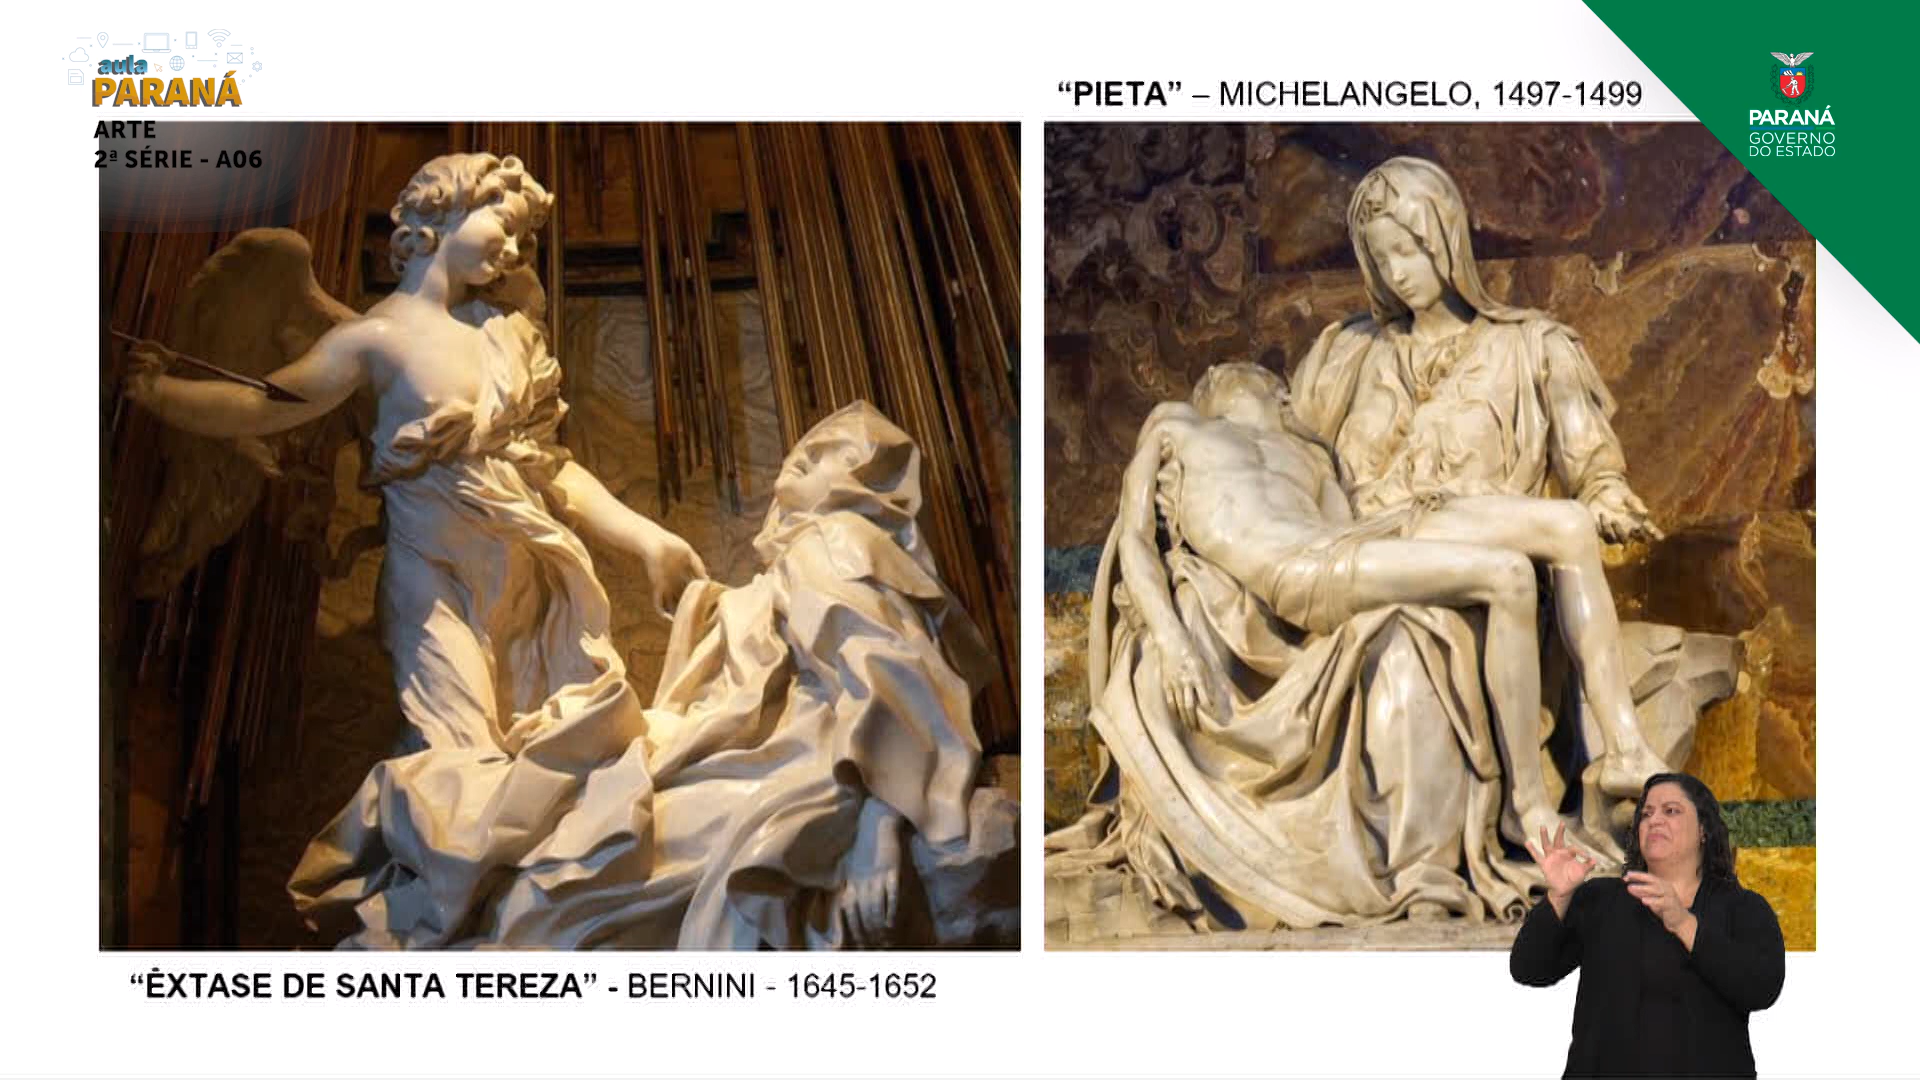 aula
PARANÁ
ARTE
2ª SÉRIE - A06
“PIETA” – MICHELANGELO, 1497-1499
PARANÁ
GOVERNO
DO ESTADO
“ÊXTASE DE SANTA TEREZA” - BERNINI - 1645-1652